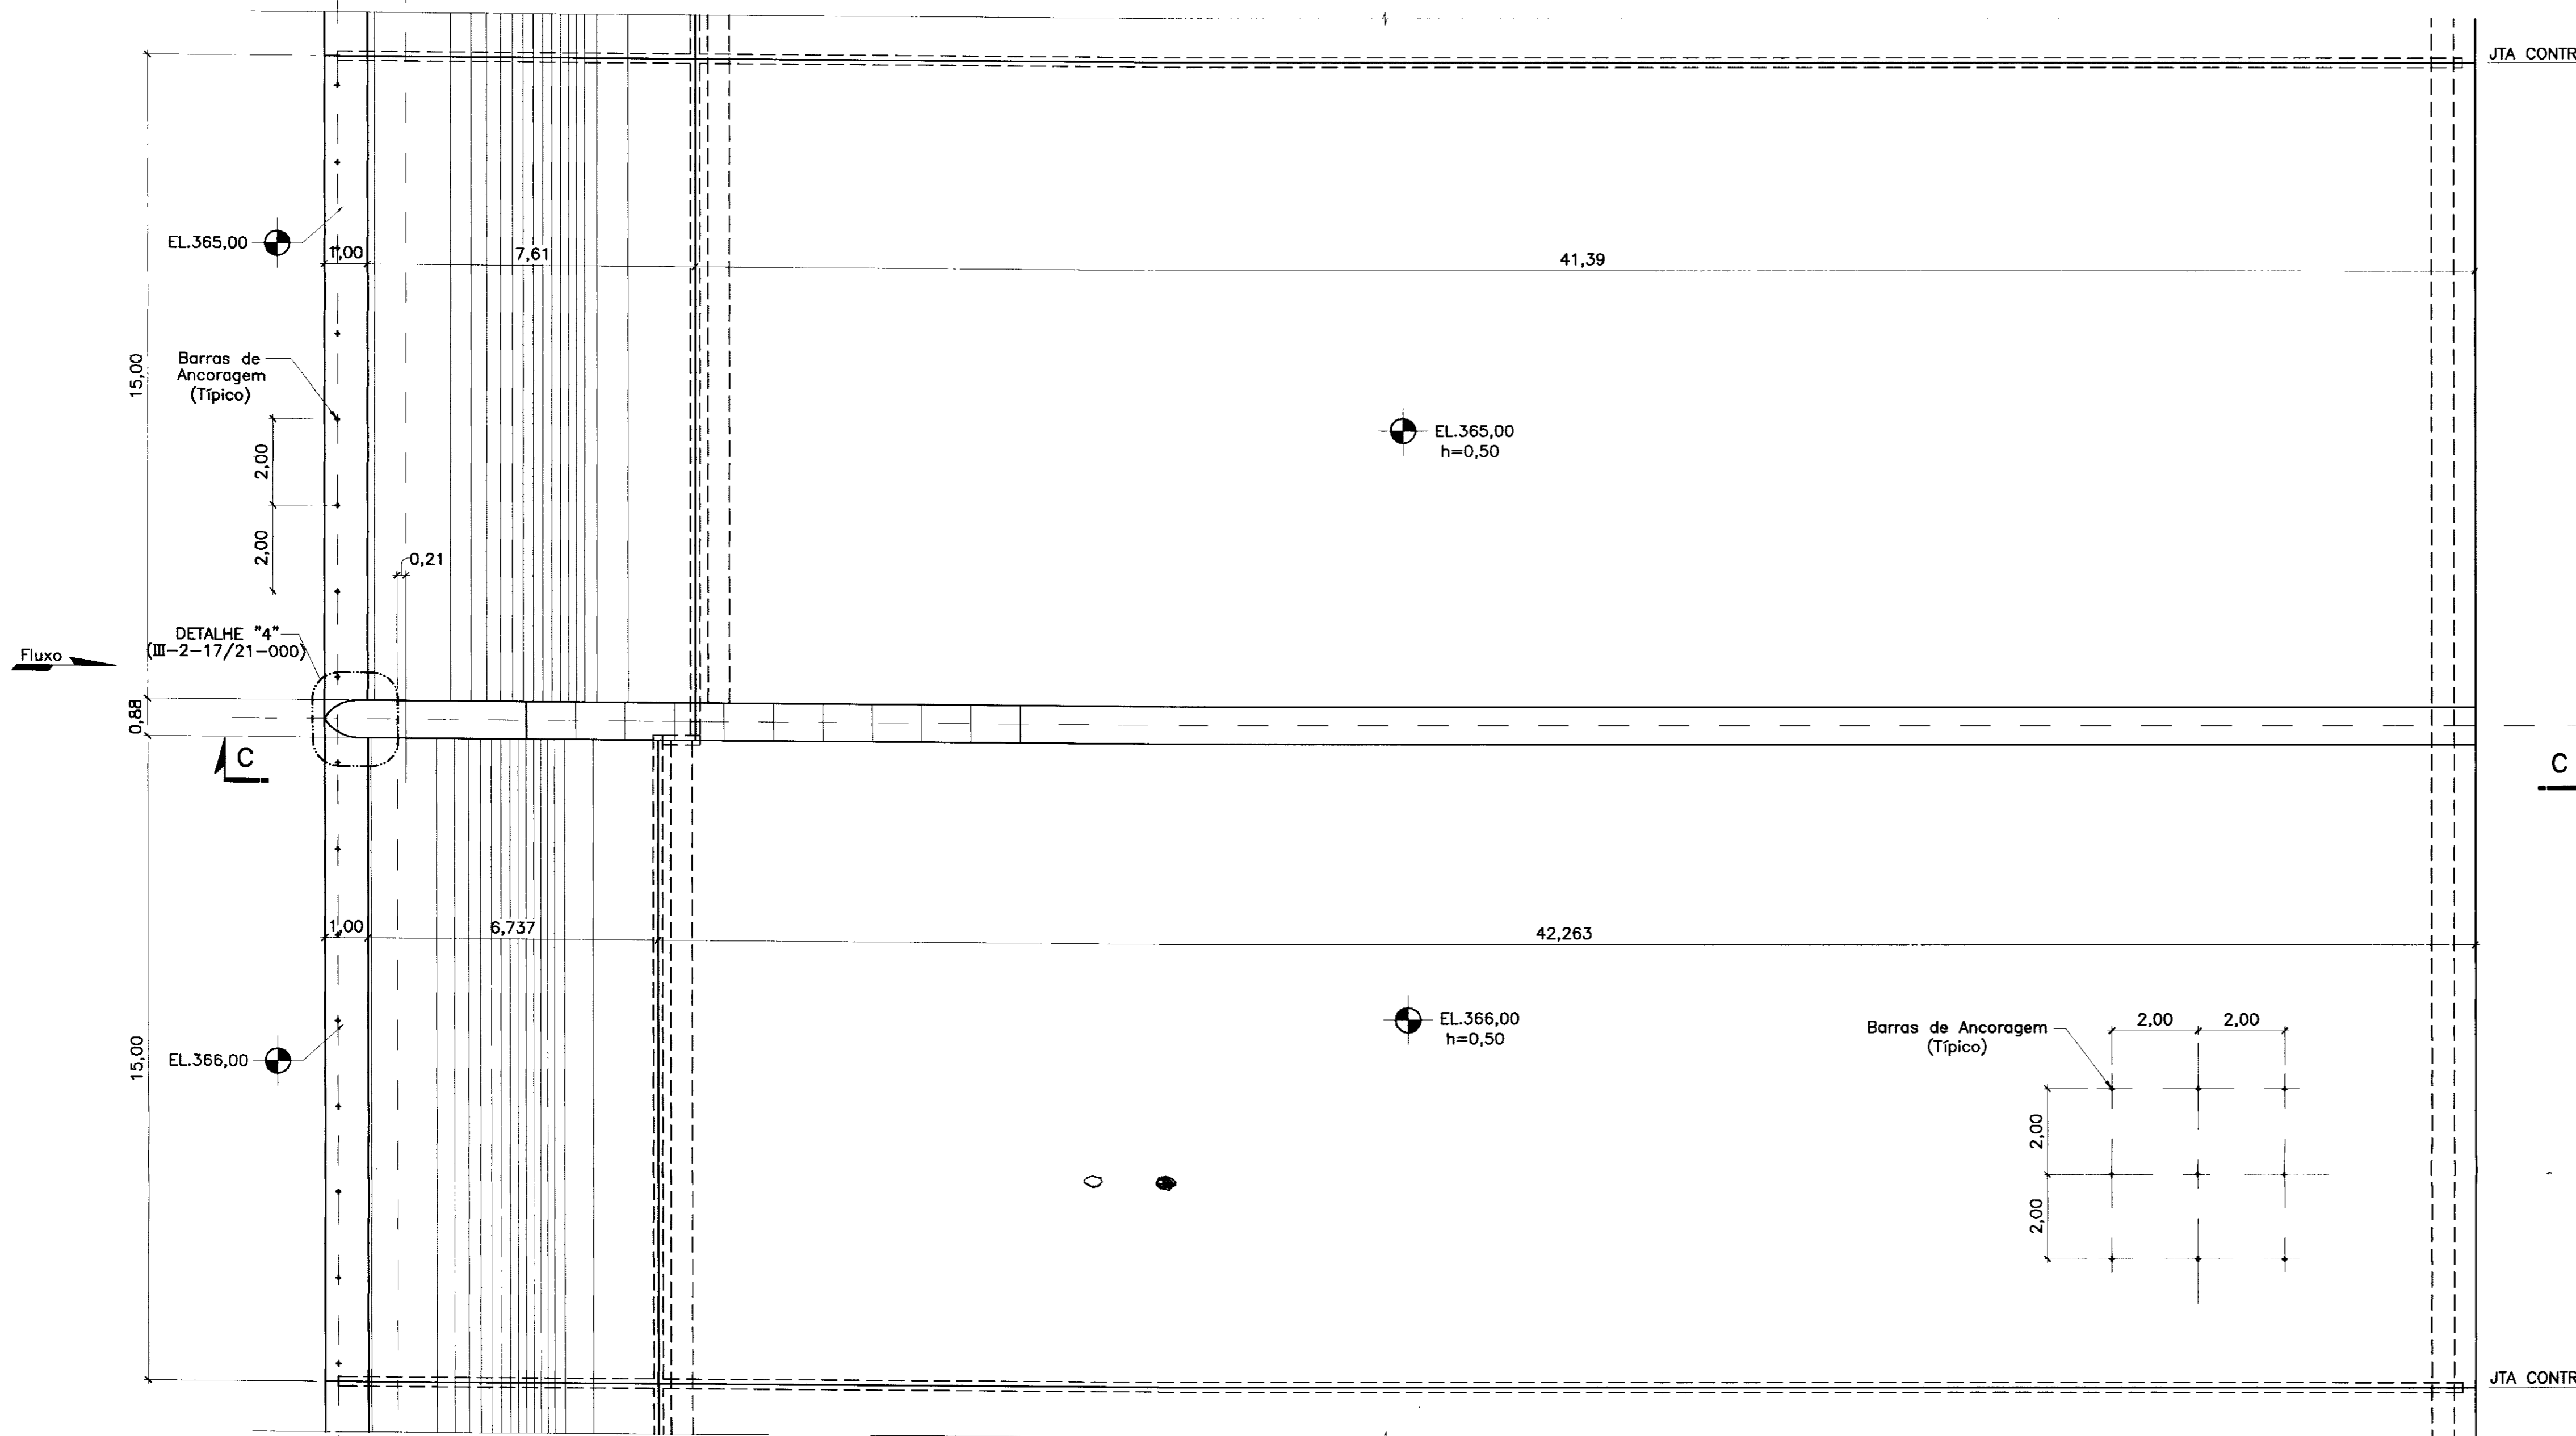 JTA CONTR
EL.365,00
1,00
7,61
41,39
15,00
Barras de
Ancoragem
(Típico)
EL.365,00
h=0,50
2,00
2,00
0,21
DETALHE "4"
(III-2-17/21-000)
Fluxo
0,88
C
C
1,00
6,737
42,263
15,00
EL.366,00
EL.366,00
h=0,50
Barras de Ancoragem
(Típico)
2,00
2,00
2,00
2,00
JTA CONTR